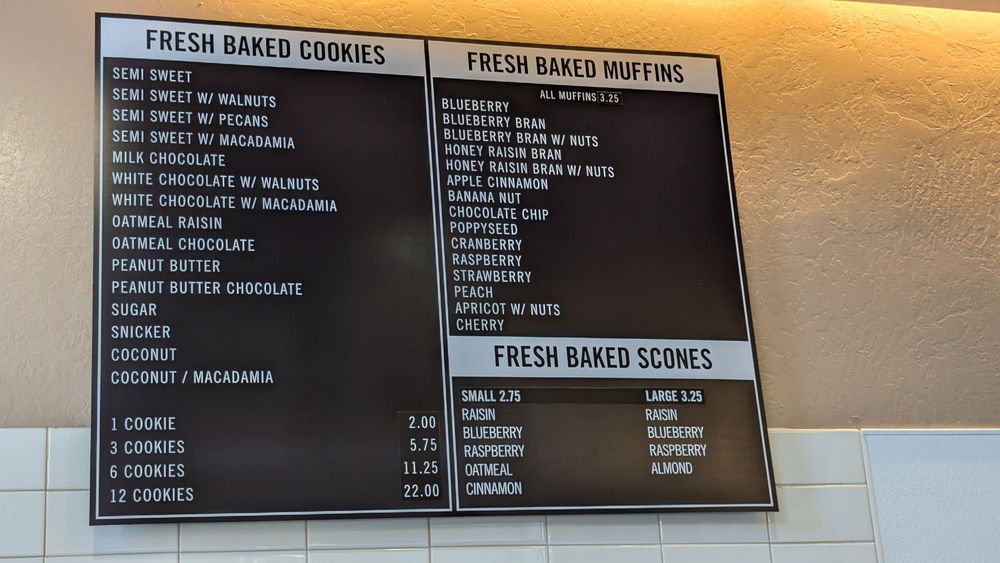 FRESH BAKED COOKIES
SEMI SWEET
SEMI SWEET W/ WALNUTS
SEMI SWEET W/ PECANS
SEMI SWEET W/ MACADAMIA
MILK CHOCOLATE
WHITE CHOCOLATE W/ WALNUTS
WHITE CHOCOLATE W/ MACADAMIA
OATMEAL RAISIN
OATMEAL CHOCOLATE
PEANUT BUTTER
PEANUT BUTTER CHOCOLATE
SUGAR
SNICKER
COCONUT
COCONUT / MACADAMIA
1 COOKIE 2.00
3 COOKIES 5.75
6 COOKIES 11.25
12 COOKIES 22.00
FRESH BAKED MUFFINS
ALL MUFFINS 3.25
BLUEBERRY
BLUEBERRY BRAN
BLUEBERRY BRAN W/ NUTS
HONEY RAISIN BRAN
HONEY RAISIN BRAN W/ NUTS
APPLE CINNAMON
BANANA NUT
CHOCOLATE CHIP
POPPYSEED
CRANBERRY
RASPBERRY
STRAWBERRY
PEACH
APRICOT W/ NUTS
CHERRY
FRESH BAKED SCONES
SMALL 2.75
RAISIN
BLUEBERRY
RASPBERRY
OATMEAL
CINNAMON
LARGE 3.25
RAISIN
BLUEBERRY
RASPBERRY
ALMOND